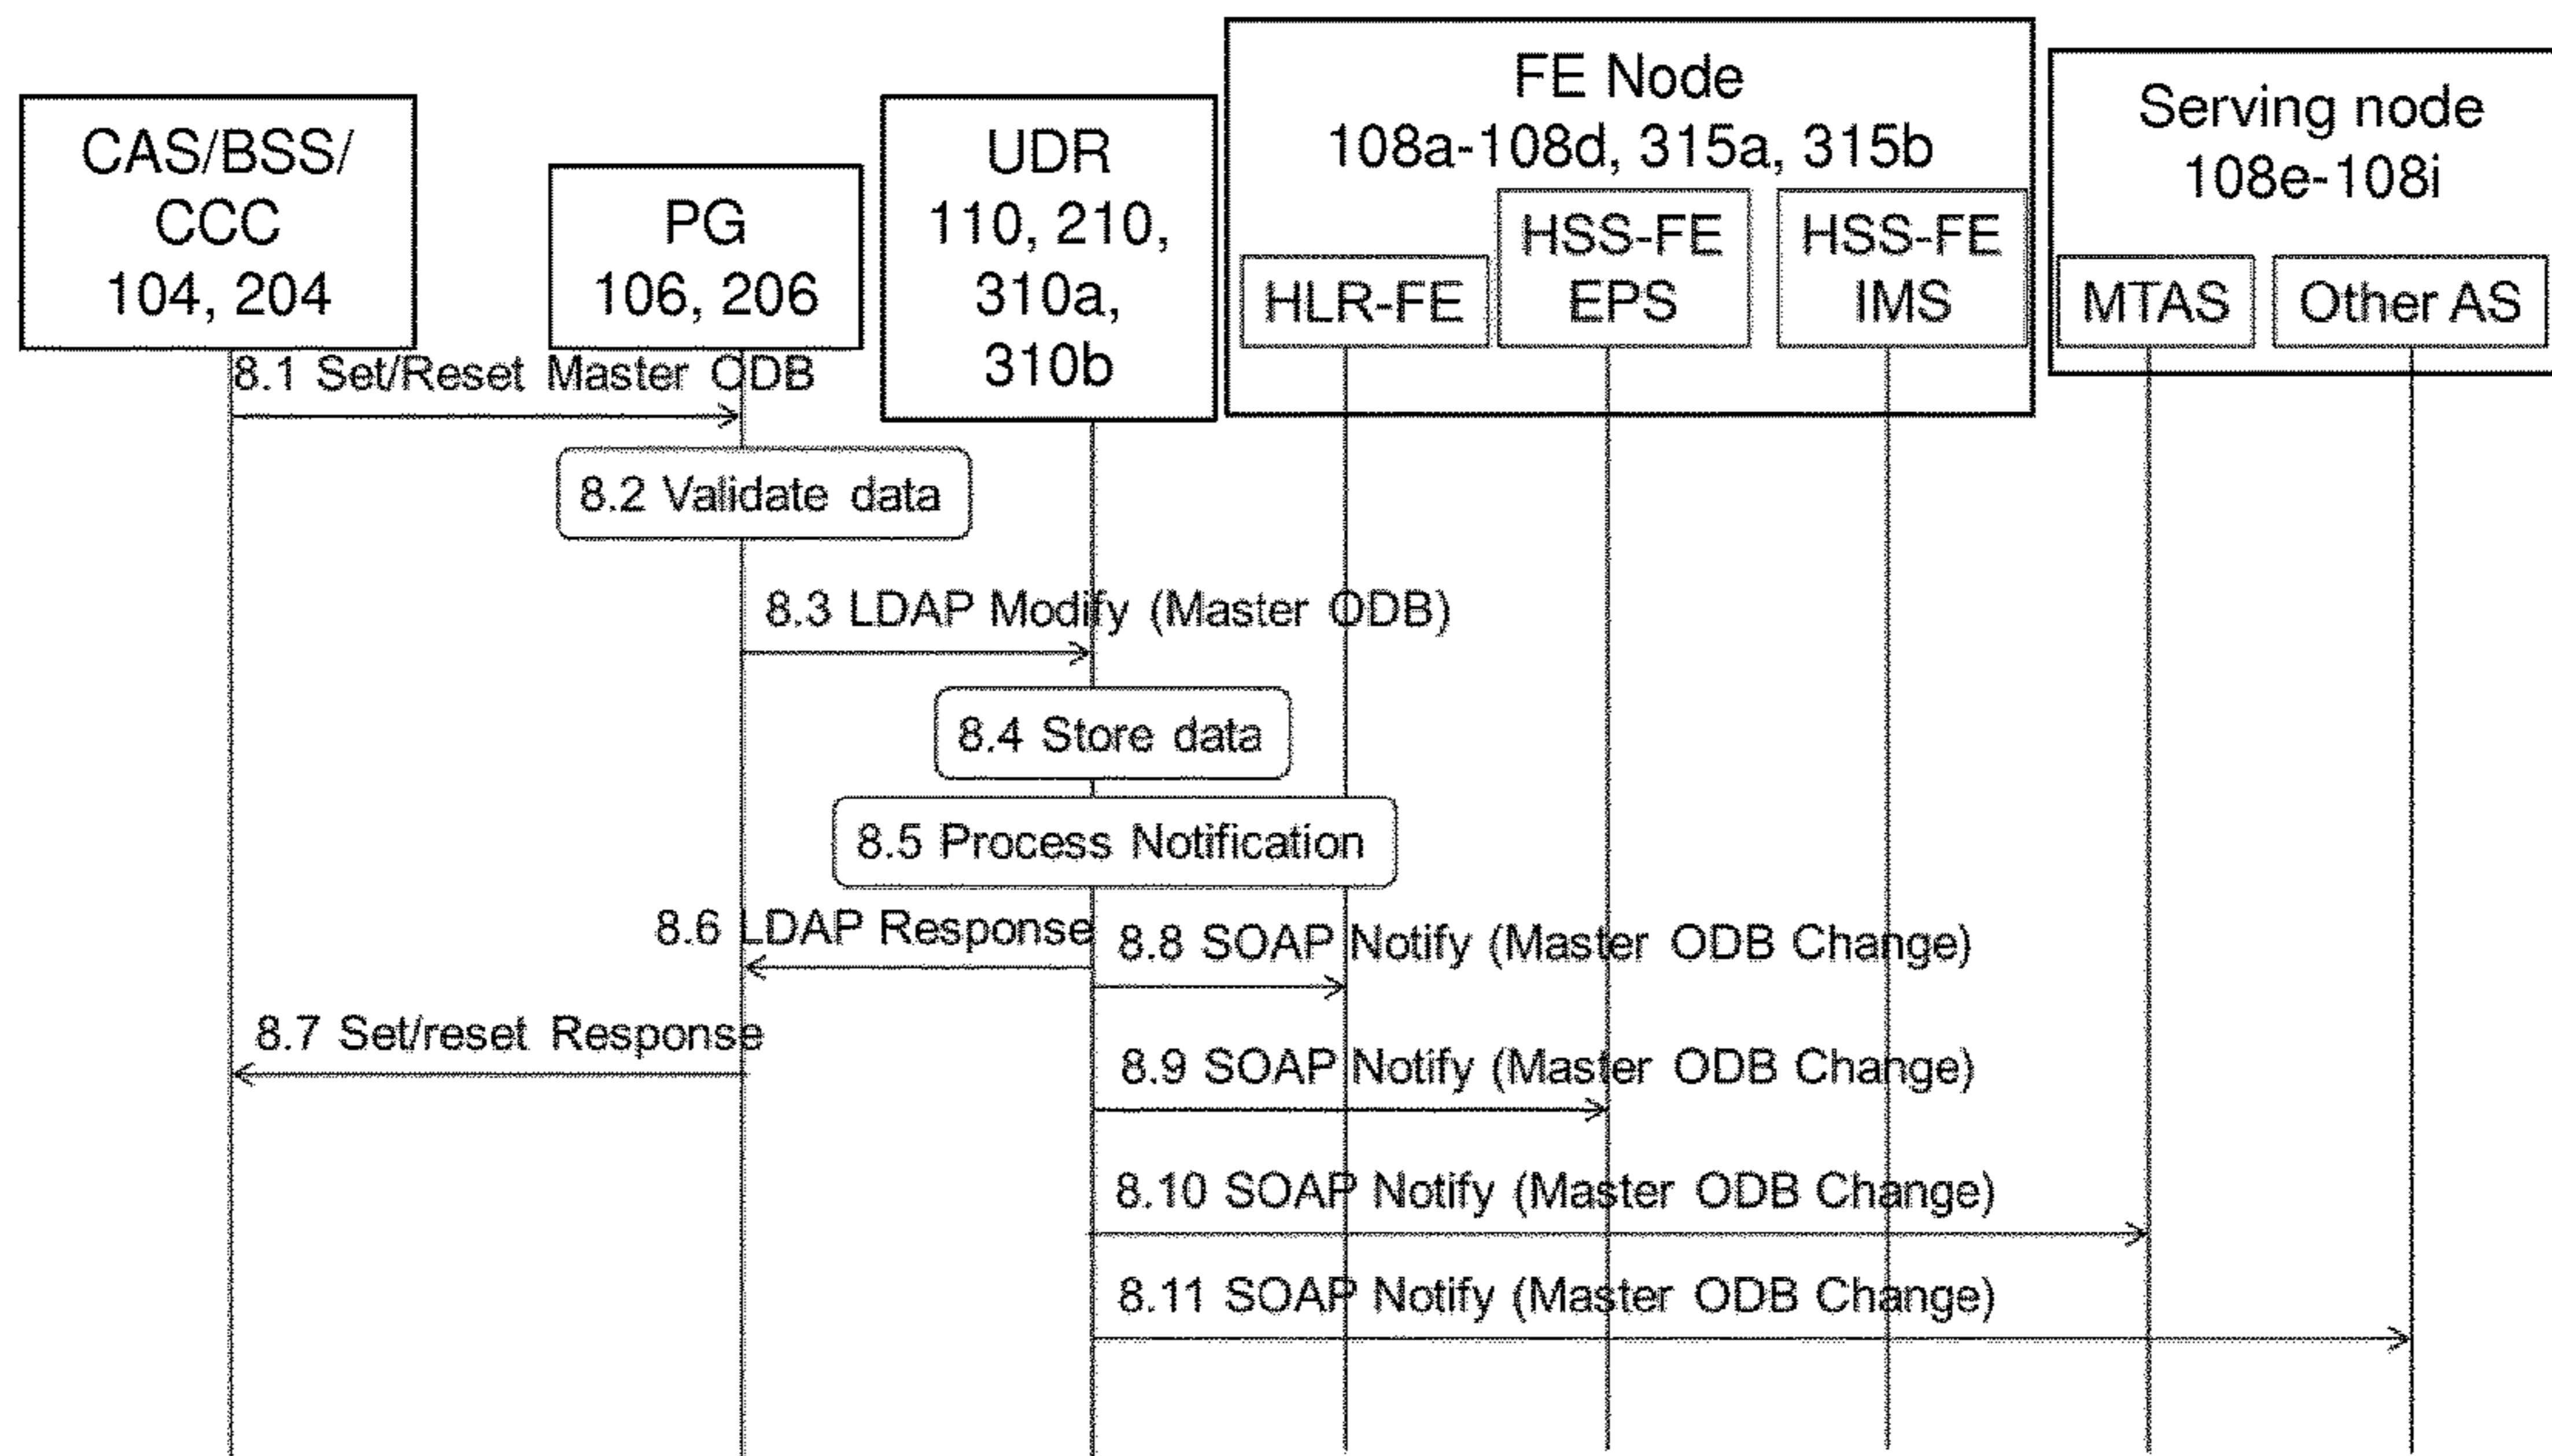 CAS/BSS/
CCC
104, 204
PG
106, 206
UDR
110, 210,
310a,
310b
FE Node
108a-108d, 315a, 315b
HLR-FE
HSS-FE
EPS
HSS-FE
IMS
Serving node
108e-108i
MTAS
Other AS
8.1 Set/Reset Master ODB
8.2 Validate data
8.3 LDAP Modify (Master ODB)
8.4 Store data
8.5 Process Notification
8.6 LDAP Response
8.8 SOAP Notify (Master ODB Change)
8.7 Set/reset Response
8.9 SOAP Notify (Master ODB Change)
8.10 SOAP Notify (Master ODB Change)
8.11 SOAP Notify (Master ODB Change)